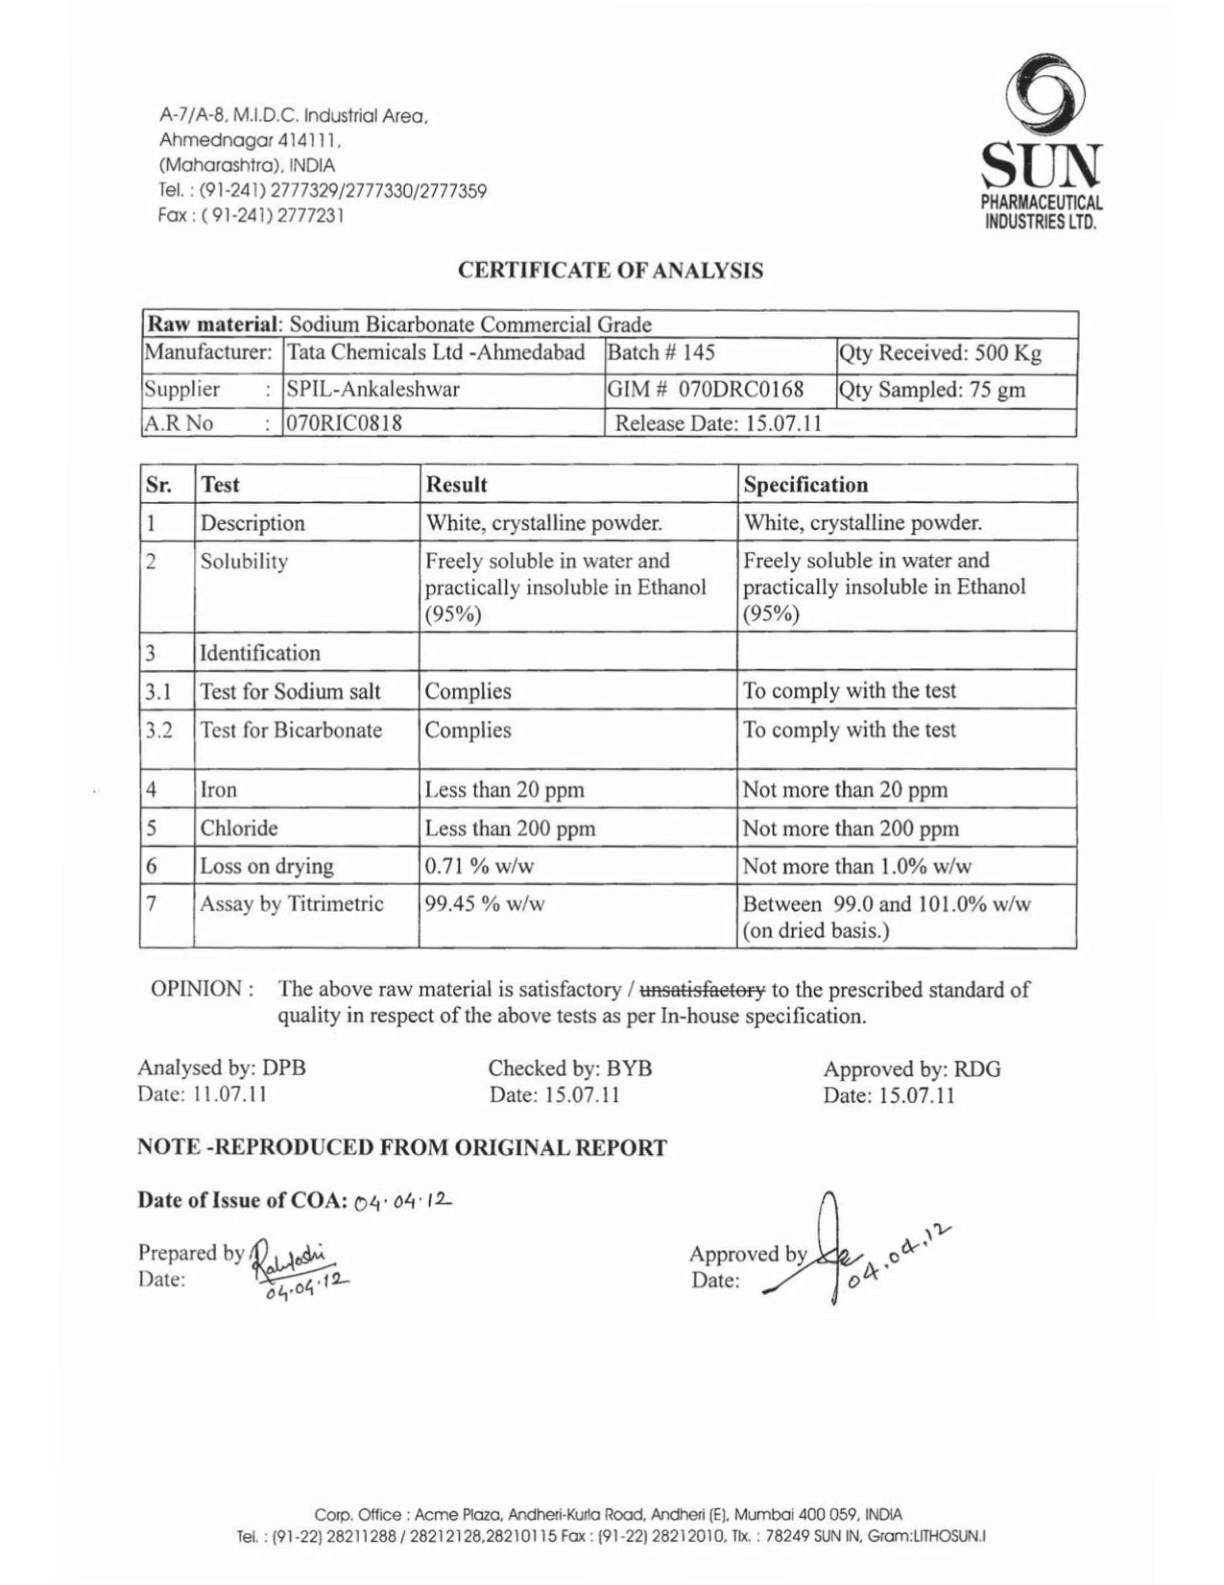 A-7/A-8, M.I.D.C. Industrial Area,
Ahmednagar 414111,
(Maharashtra), INDIA
Tel. : (91-241) 2777329/2777330/2777359
Fax : ( 91-241) 2777231
SUN
PHARMACEUTICAL
INDUSTRIES LTD.
CERTIFICATE OF ANALYSIS
Raw material: Sodium Bicarbonate Commercial Grade
Manufacturer: Tata Chemicals Ltd -Ahmedabad Batch # 145 Qty Received: 500 Kg
Supplier : SPIL-Ankaleshwar GIM # 070DRC0168 Qty Sampled: 75 gm
A.R No : 070RIC0818 Release Date: 15.07.11
Sr. Test Result Specification
1 Description White, crystalline powder. White, crystalline powder.
2 Solubility Freely soluble in water and Freely soluble in water and
practically insoluble in Ethanol practically insoluble in Ethanol
(95%) (95%)
3 Identification
3.1 Test for Sodium salt Complies To comply with the test
3.2 Test for Bicarbonate Complies To comply with the test
4 Iron Less than 20 ppm Not more than 20 ppm
5 Chloride Less than 200 ppm Not more than 200 ppm
6 Loss on drying 0.71 % w/w Not more than 1.0% w/w
7 Assay by Titrimetric 99.45 % w/w Between 99.0 and 101.0% w/w
(on dried basis.)
OPINION : The above raw material is satisfactory / unsatisfactory to the prescribed standard of
quality in respect of the above tests as per In-house specification.
Analysed by: DPB Checked by: BYB Approved by: RDG
Date: 11.07.11 Date: 15.07.11 Date: 15.07.11
NOTE -REPRODUCED FROM ORIGINAL REPORT
Date of Issue of COA: 04.04.12
Prepared by Approved by
Date: 04.04.12 Date: 04.04.12
Corp. Office : Acme Plaza, Andheri-Kurla Road, Andheri (E), Mumbai 400 059, INDIA
Tel. : (91-22) 28211288 / 28212128,28210115 Fax : (91-22) 28212010, Tlx. : 78249 SUN IN, Gram:LITHOSUN.I